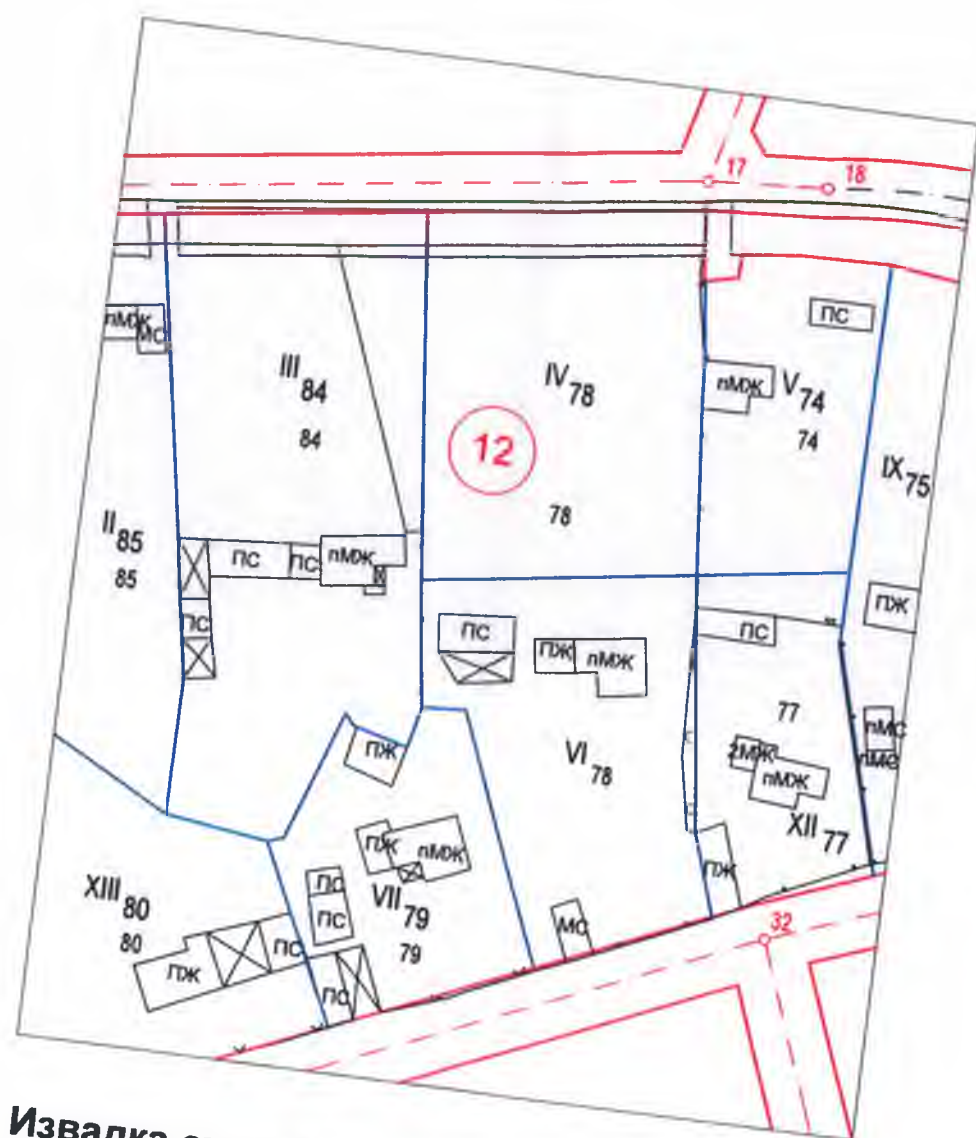 17
18
пМЖ
МС
ПС
III 84
84
IV 78
78
пМЖ
V 74
74
12
IX 75
II 85
85
ПС
ПС
пМЖ
ПС
ПЖ
ПС
ПЖ
пМЖ
ПС
77
пМС
пМС
ПЖ
VI 78
2МЖ
пМЖ
XII 77
ПЖ
пМЖ
ПЖ
ПС
ПС
VII 79
79
XIII 80
80
ПЖ
ПС
ПС
МС
32
Извадка